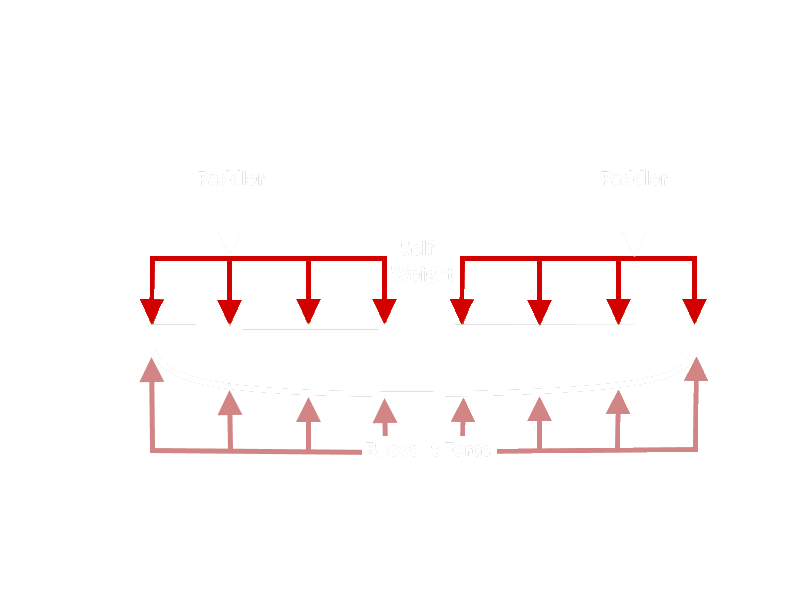 Paddler
Paddler
Self
Weight
Buoyant Force